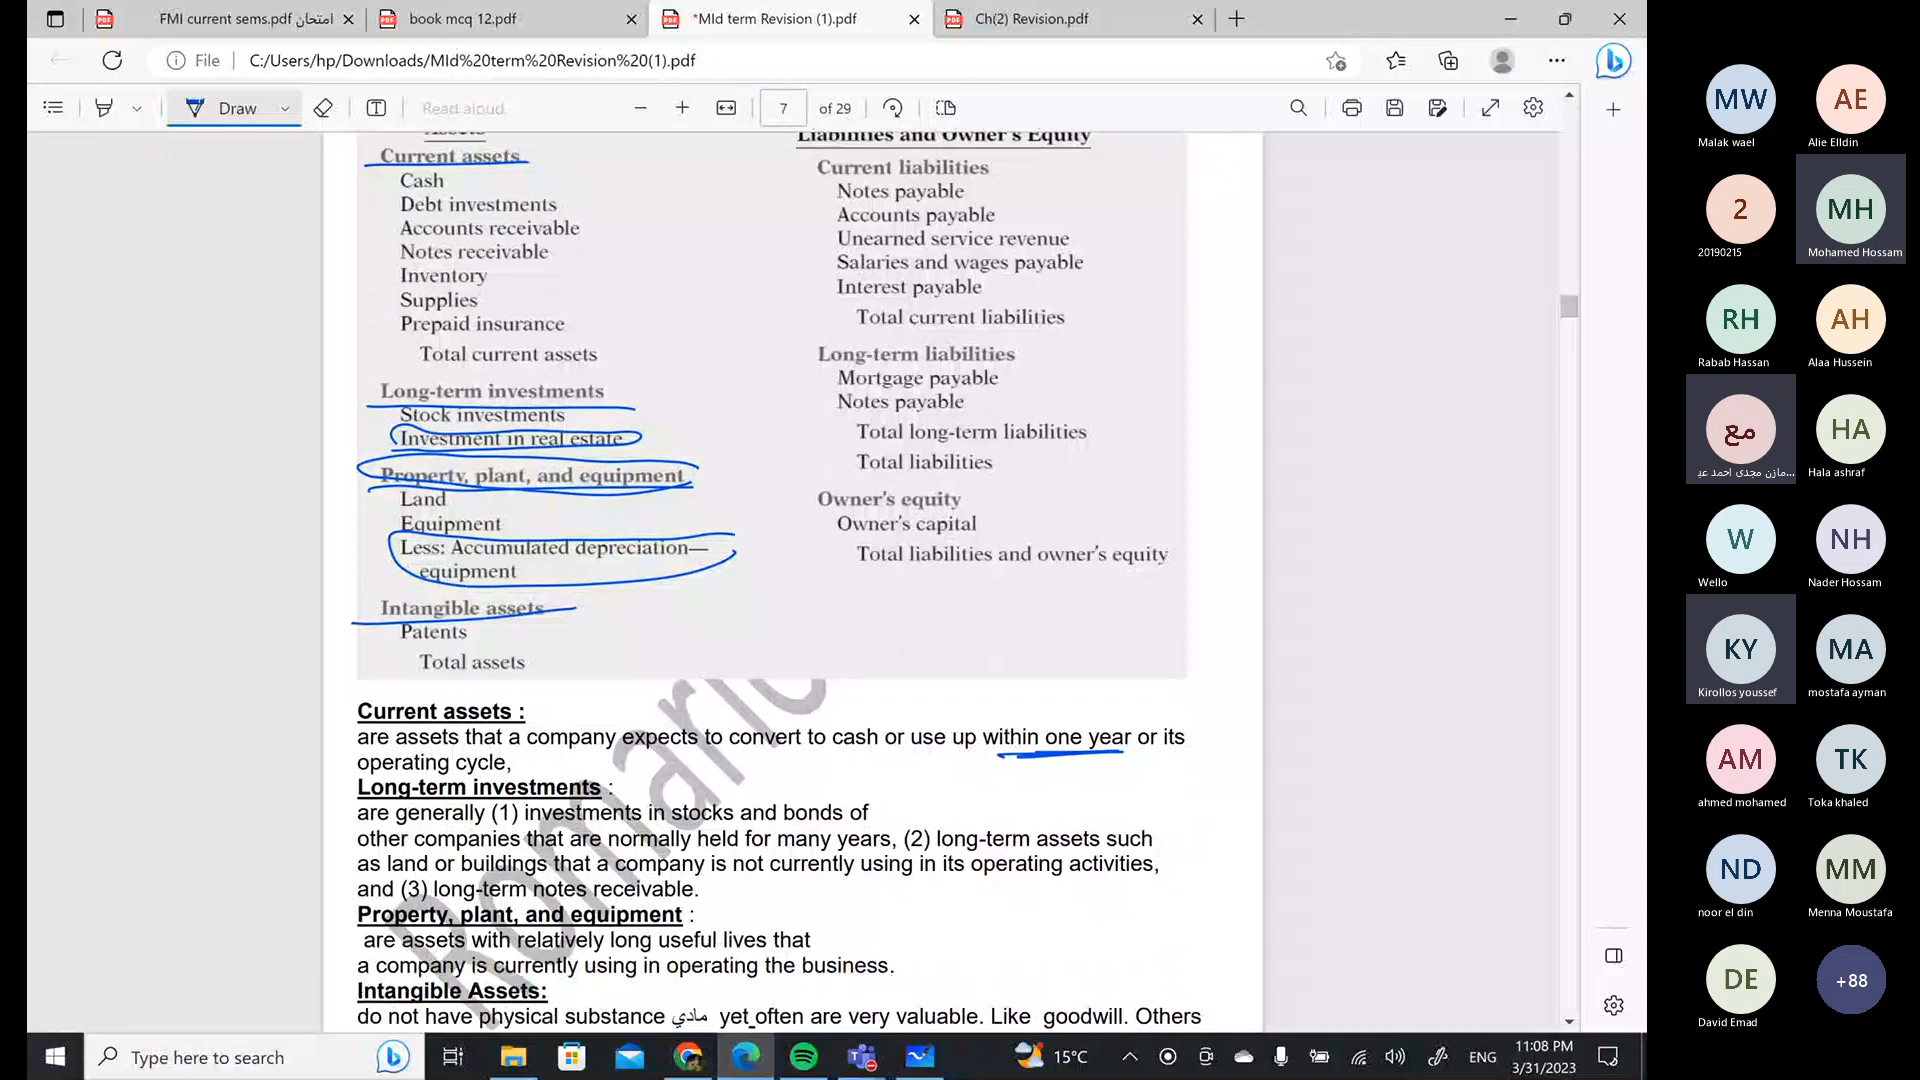 FMI current sems.pdf امتحان
book mcq 12.pdf
*MId term Revision (1).pdf
Ch(2) Revision.pdf
File
C:/Users/hp/Downloads/MId%20term%20Revision%20(1).pdf
Draw
Read aloud
7
of 29
Assets
Current assets
Cash
Debt investments
Accounts receivable
Notes receivable
Inventory
Supplies
Prepaid insurance
Total current assets
Long-term investments
Stock investments
Investment in real estate
Property, plant, and equipment
Land
Equipment
Less: Accumulated depreciation—
equipment
Intangible assets
Patents
Total assets
Liabilities and Owner's Equity
Current liabilities
Notes payable
Accounts payable
Unearned service revenue
Salaries and wages payable
Interest payable
Total current liabilities
Long-term liabilities
Mortgage payable
Notes payable
Total long-term liabilities
Total liabilities
Owner's equity
Owner's capital
Total liabilities and owner's equity
Current assets :
are assets that a company expects to convert to cash or use up within one year or its
operating cycle,
Long-term investments :
are generally (1) investments in stocks and bonds of
other companies that are normally held for many years, (2) long-term assets such
as land or buildings that a company is not currently using in its operating activities,
and (3) long-term notes receivable.
Property, plant, and equipment :
are assets with relatively long useful lives that
a company is currently using in operating the business.
Intangible Assets:
do not have physical substance مادي yet often are very valuable. Like goodwill. Others
MW
Malak wael
AE
Alie Elldin
2
20190215
MH
Mohamed Hossam
RH
Rabab Hassan
AH
Alaa Hussein
مع
مازن مجدى احمد عبد...
HA
Hala ashraf
W
Wello
NH
Nader Hossam
KY
Kirollos youssef
MA
mostafa ayman
AM
ahmed mohamed
TK
Toka khaled
ND
noor el din
MM
Menna Moustafa
DE
David Emad
+88
Type here to search
15°C
ENG
11:08 PM
3/31/2023